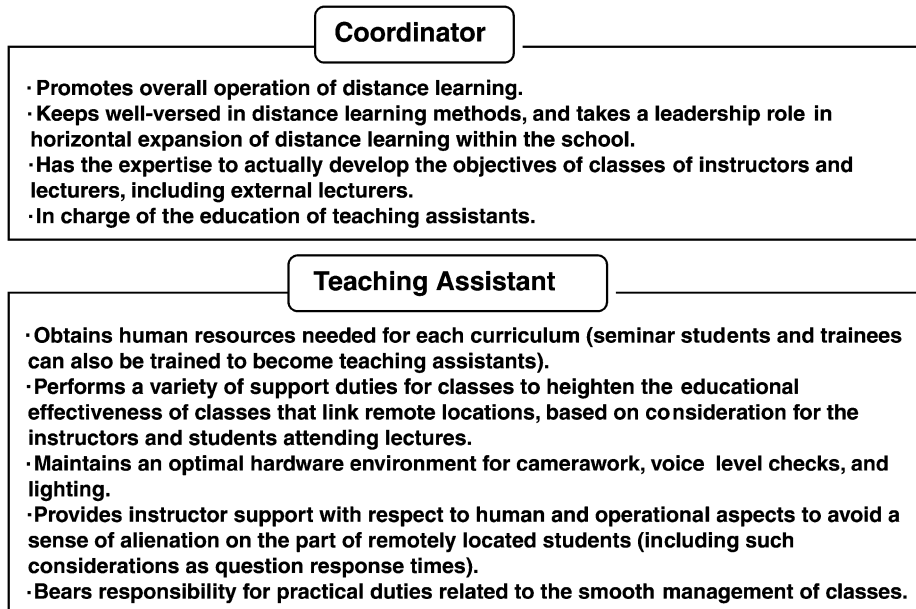 Coordinator
·Promotes overall operation of distance learning.
·Keeps well-versed in distance learning methods, and takes a leadership role in
horizontal expansion of distance learning within the school.
·Has the expertise to actually develop the objectives of classes of instructors and
lecturers, including external lecturers.
·In charge of the education of teaching assistants.
Teaching Assistant
·Obtains human resources needed for each curriculum (seminar students and trainees
can also be trained to become teaching assistants).
·Performs a variety of support duties for classes to heighten the educational
effectiveness of classes that link remote locations, based on consideration for the
instructors and students attending lectures.
·Maintains an optimal hardware environment for camerawork, voice level checks, and
lighting.
·Provides instructor support with respect to human and operational aspects to avoid a
sense of alienation on the part of remotely located students (including such
considerations as question response times).
·Bears responsibility for practical duties related to the smooth management of classes.